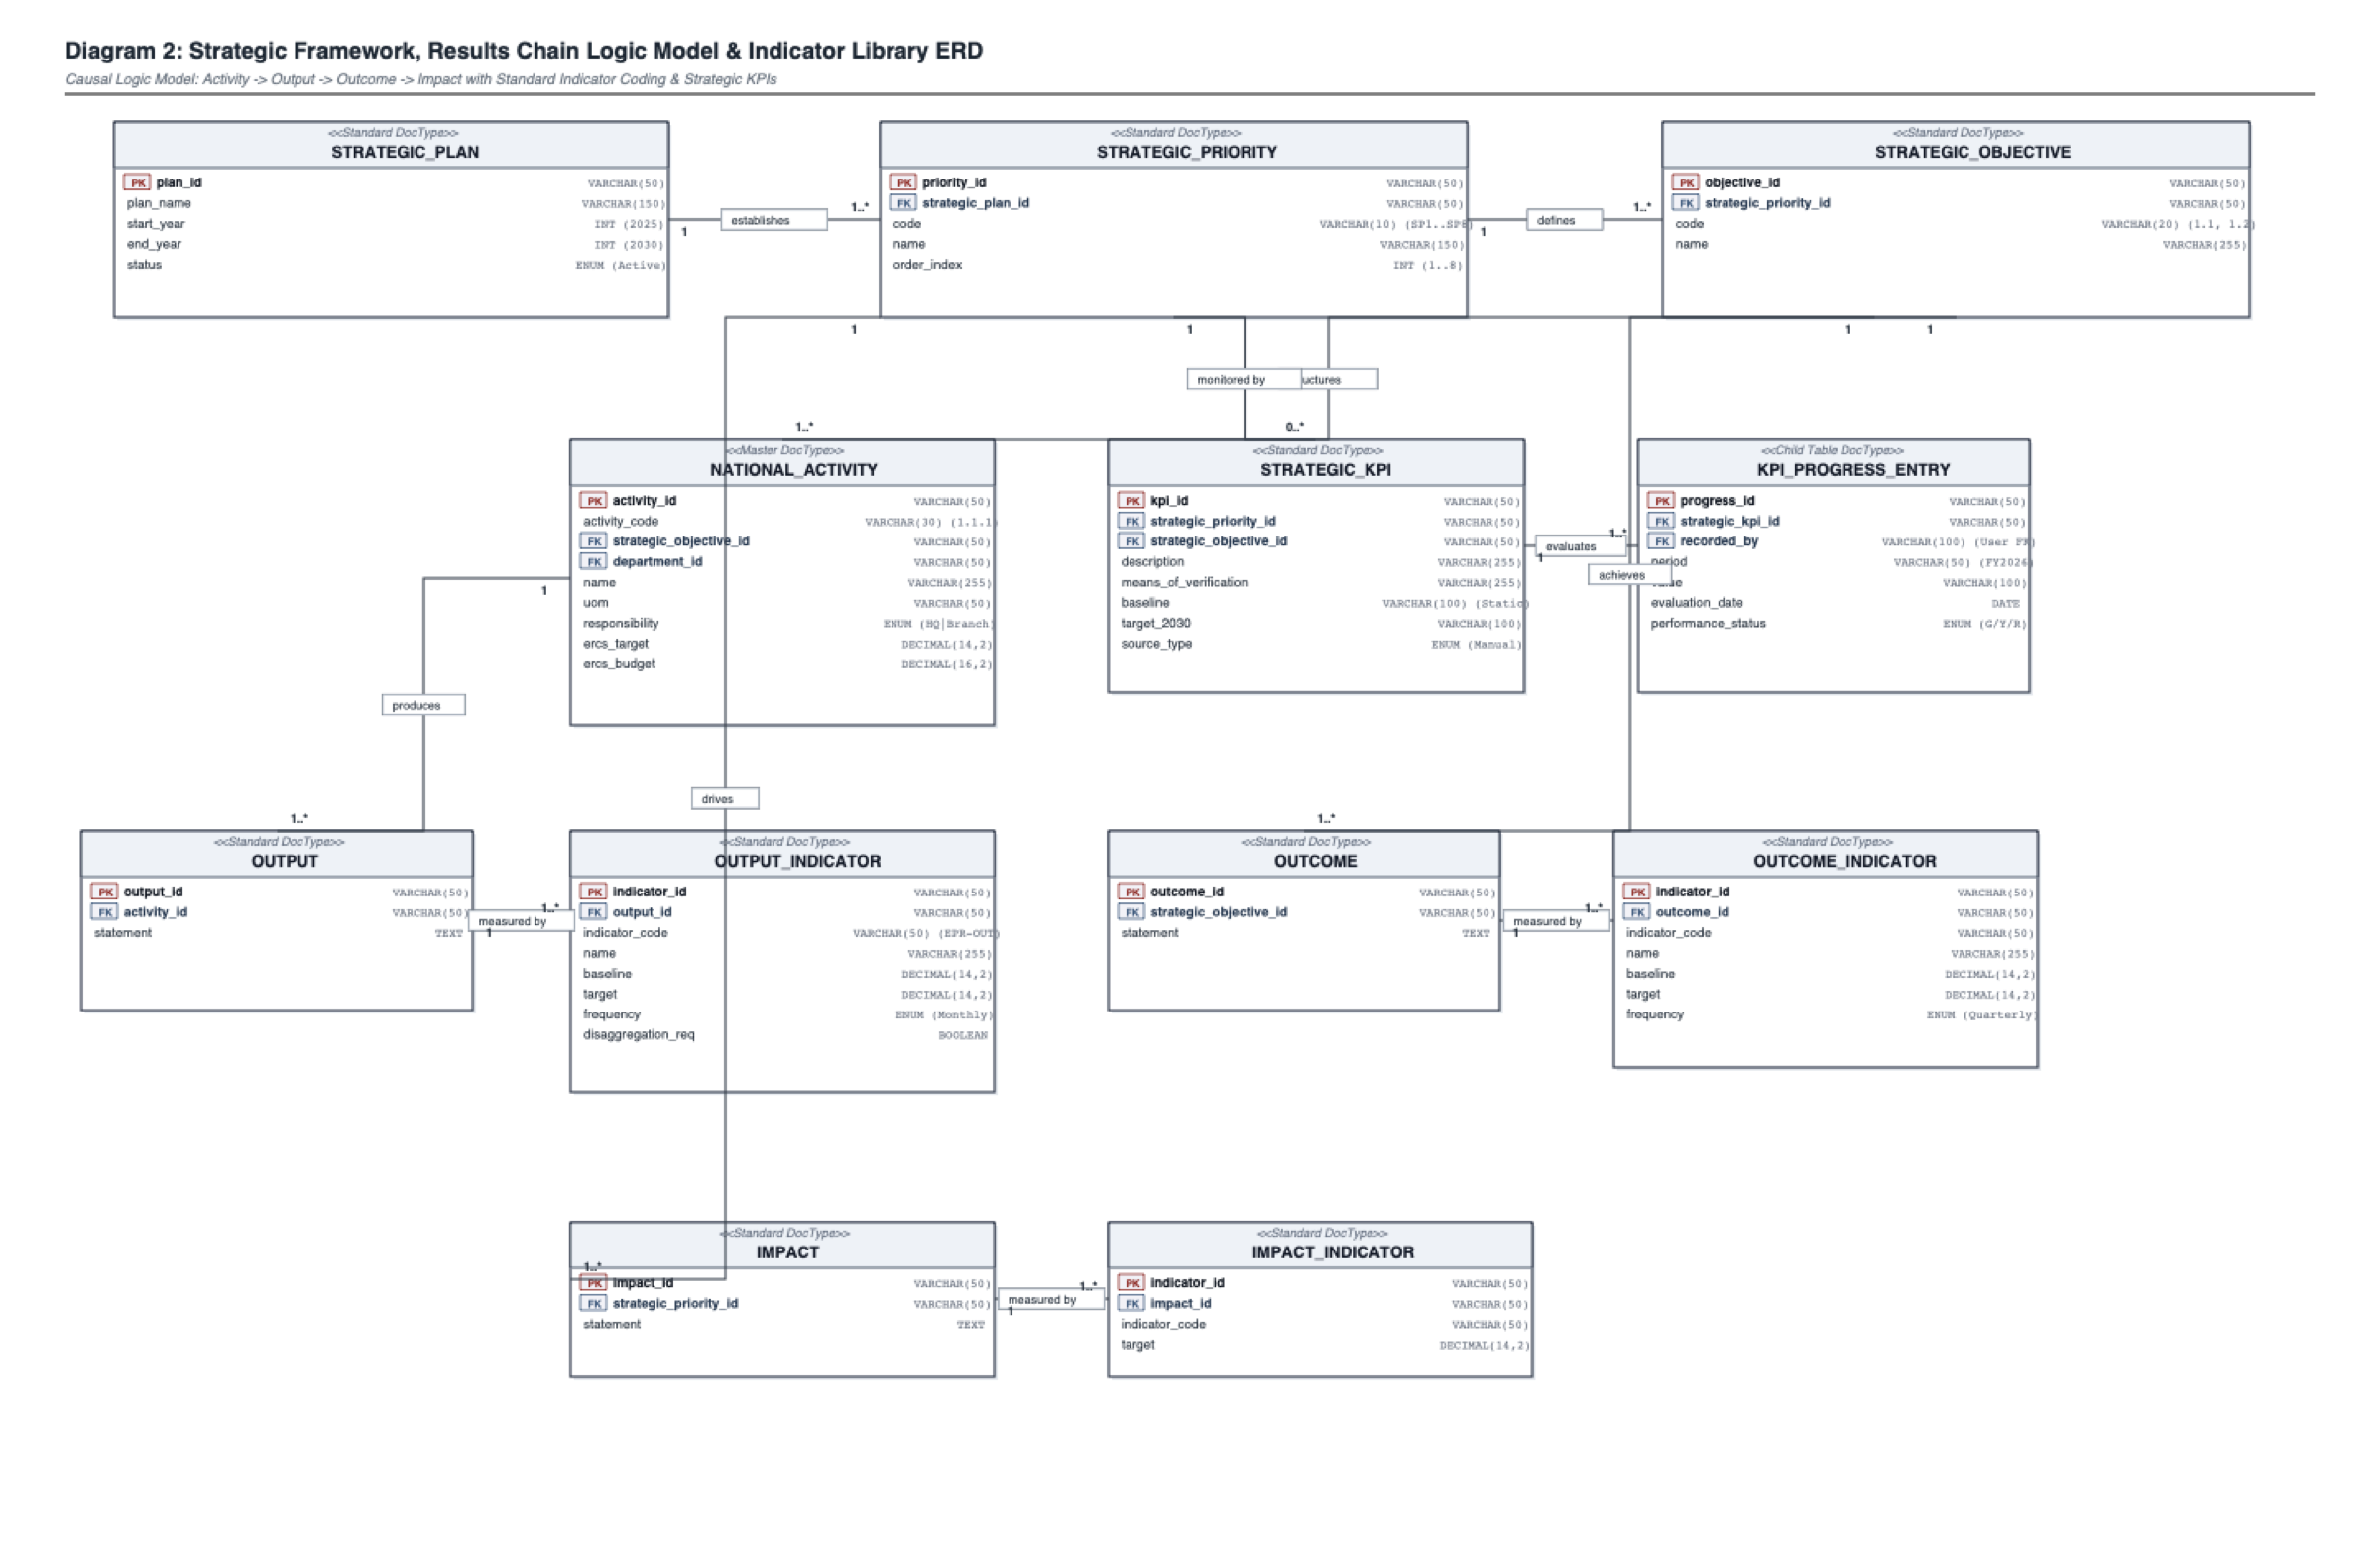 Diagram 2: Strategic Framework, Results Chain Logic Model & Indicator Library ERD
Causal Logic Model: Activity -> Output -> Outcome -> Impact with Standard Indicator Coding & Strategic KPIs
<<Standard DocType>>
STRATEGIC_PLAN
PK plan_id VARCHAR(50)
plan_name VARCHAR(150)
start_year INT (2025)
end_year INT (2030)
status ENUM (Active)
establishes
1
1..*
<<Standard DocType>>
STRATEGIC_PRIORITY
PK priority_id VARCHAR(50)
FK strategic_plan_id VARCHAR(50)
code VARCHAR(10) (SP1..SP8)
name VARCHAR(150)
order_index INT (1..8)
defines
1
1..*
<<Standard DocType>>
STRATEGIC_OBJECTIVE
PK objective_id VARCHAR(50)
FK strategic_priority_id VARCHAR(50)
code VARCHAR(20) (1.1, 1.2)
name VARCHAR(255)
1
1
1
1
monitored by
uctures
1..*
0..*
<<Master DocType>>
NATIONAL_ACTIVITY
PK activity_id VARCHAR(50)
activity_code VARCHAR(30) (1.1.1)
FK strategic_objective_id VARCHAR(50)
FK department_id VARCHAR(50)
name VARCHAR(255)
uom VARCHAR(50)
responsibility ENUM (HQ|Branch)
ercs_target DECIMAL(14,2)
ercs_budget DECIMAL(16,2)
<<Standard DocType>>
STRATEGIC_KPI
PK kpi_id VARCHAR(50)
FK strategic_priority_id VARCHAR(50)
FK strategic_objective_id VARCHAR(50)
description VARCHAR(255)
means_of_verification VARCHAR(255)
baseline VARCHAR(100) (Static)
target_2030 VARCHAR(100)
source_type ENUM (Manual)
evaluates
1..*
1
achieves
<<Child Table DocType>>
KPI_PROGRESS_ENTRY
PK progress_id VARCHAR(50)
FK strategic_kpi_id VARCHAR(50)
FK recorded_by VARCHAR(100) (User FK)
period VARCHAR(50) (FY2026)
VARCHAR(100)
evaluation_date DATE
performance_status ENUM (G/Y/R)
1
produces
drives
1..*
1..*
<<Standard DocType>>
OUTPUT
PK output_id VARCHAR(50)
FK activity_id VARCHAR(50)
statement TEXT
measured by
1..*
1
<<Standard DocType>>
OUTPUT_INDICATOR
PK indicator_id VARCHAR(50)
FK output_id VARCHAR(50)
indicator_code VARCHAR(50) (EPR-OUT)
name VARCHAR(255)
baseline DECIMAL(14,2)
target DECIMAL(14,2)
frequency ENUM (Monthly)
disaggregation_req BOOLEAN
<<Standard DocType>>
OUTCOME
PK outcome_id VARCHAR(50)
FK strategic_objective_id VARCHAR(50)
statement TEXT
measured by
1..*
1
<<Standard DocType>>
OUTCOME_INDICATOR
PK indicator_id VARCHAR(50)
FK outcome_id VARCHAR(50)
indicator_code VARCHAR(50)
name VARCHAR(255)
baseline DECIMAL(14,2)
target DECIMAL(14,2)
frequency ENUM (Quarterly)
<<Standard DocType>>
IMPACT
1..*
PK impact_id VARCHAR(50)
FK strategic_priority_id VARCHAR(50)
statement TEXT
measured by
1..*
1
<<Standard DocType>>
IMPACT_INDICATOR
PK indicator_id VARCHAR(50)
FK impact_id VARCHAR(50)
indicator_code VARCHAR(50)
target DECIMAL(14,2)